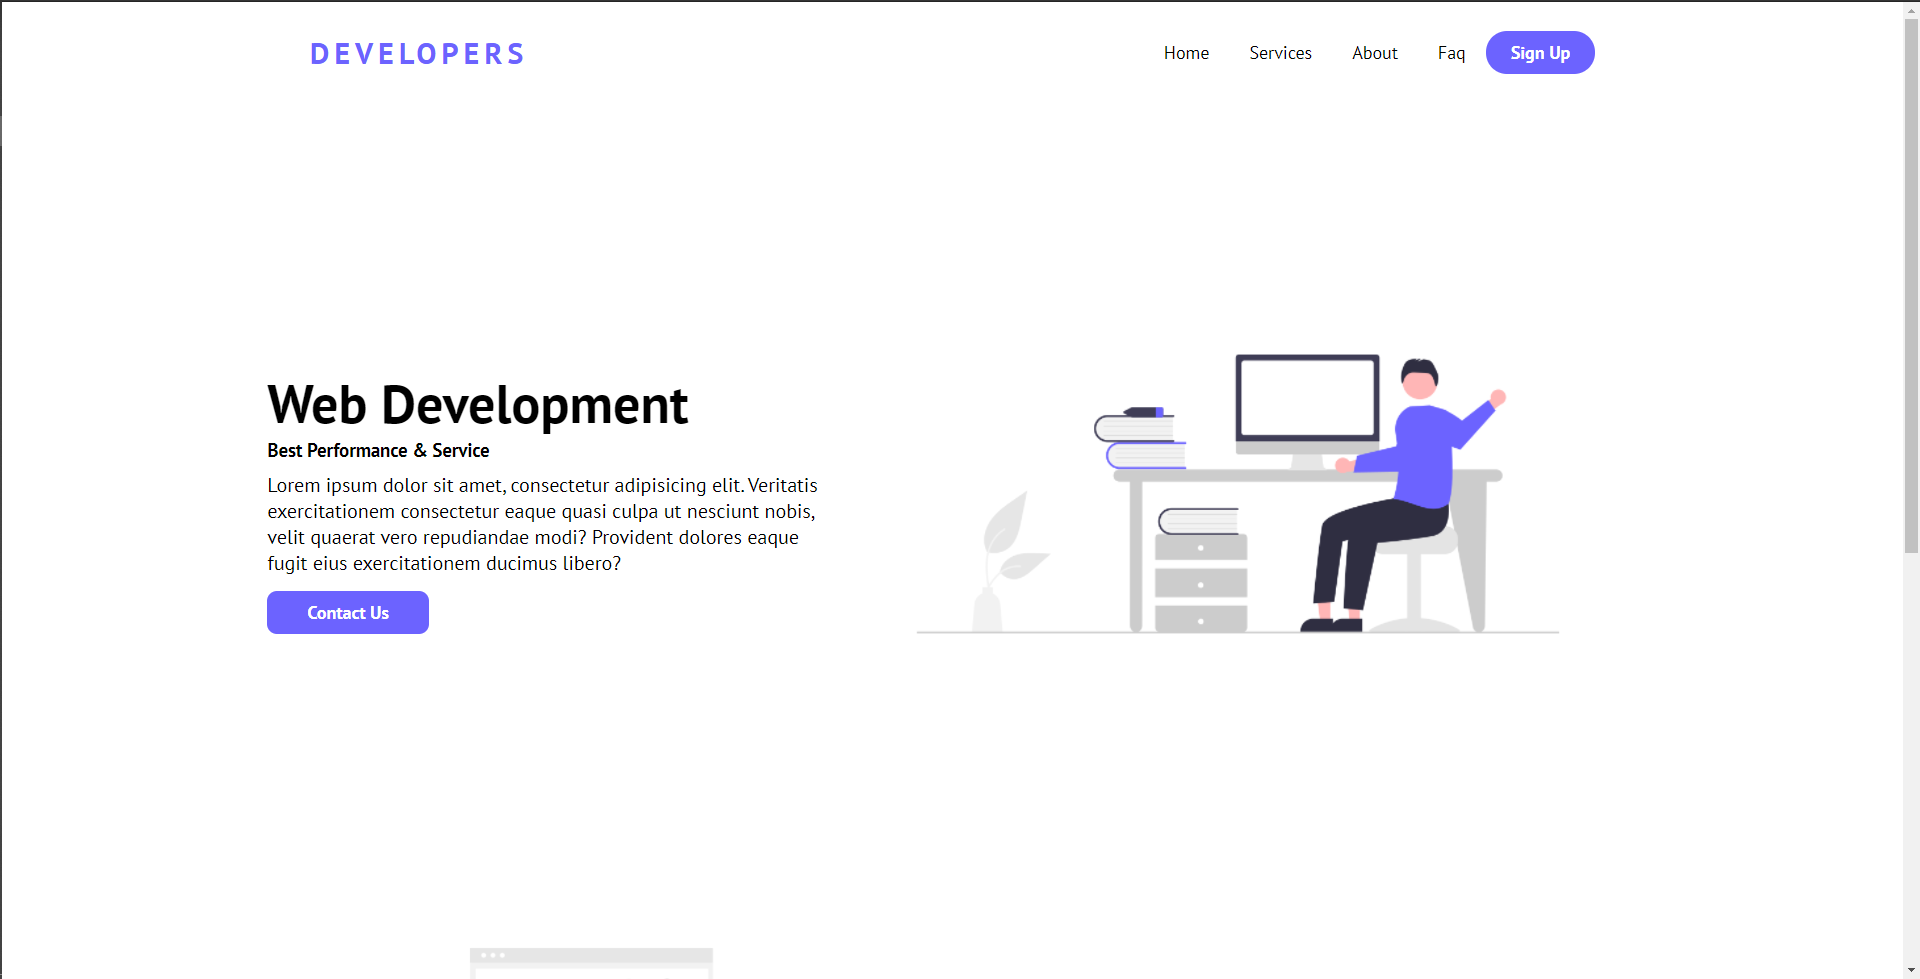 DEVELOPERS
Home
Services
About
Faq
Sign Up
Web Development
Best Performance & Service
Lorem ipsum dolor sit amet, consectetur adipisicing elit. Veritatis
exercitationem consectetur eaque quasi culpa ut nesciunt nobis,
velit quaerat vero repudiandae modi? Provident dolores eaque
fugit eius exercitationem ducimus libero?
Contact Us